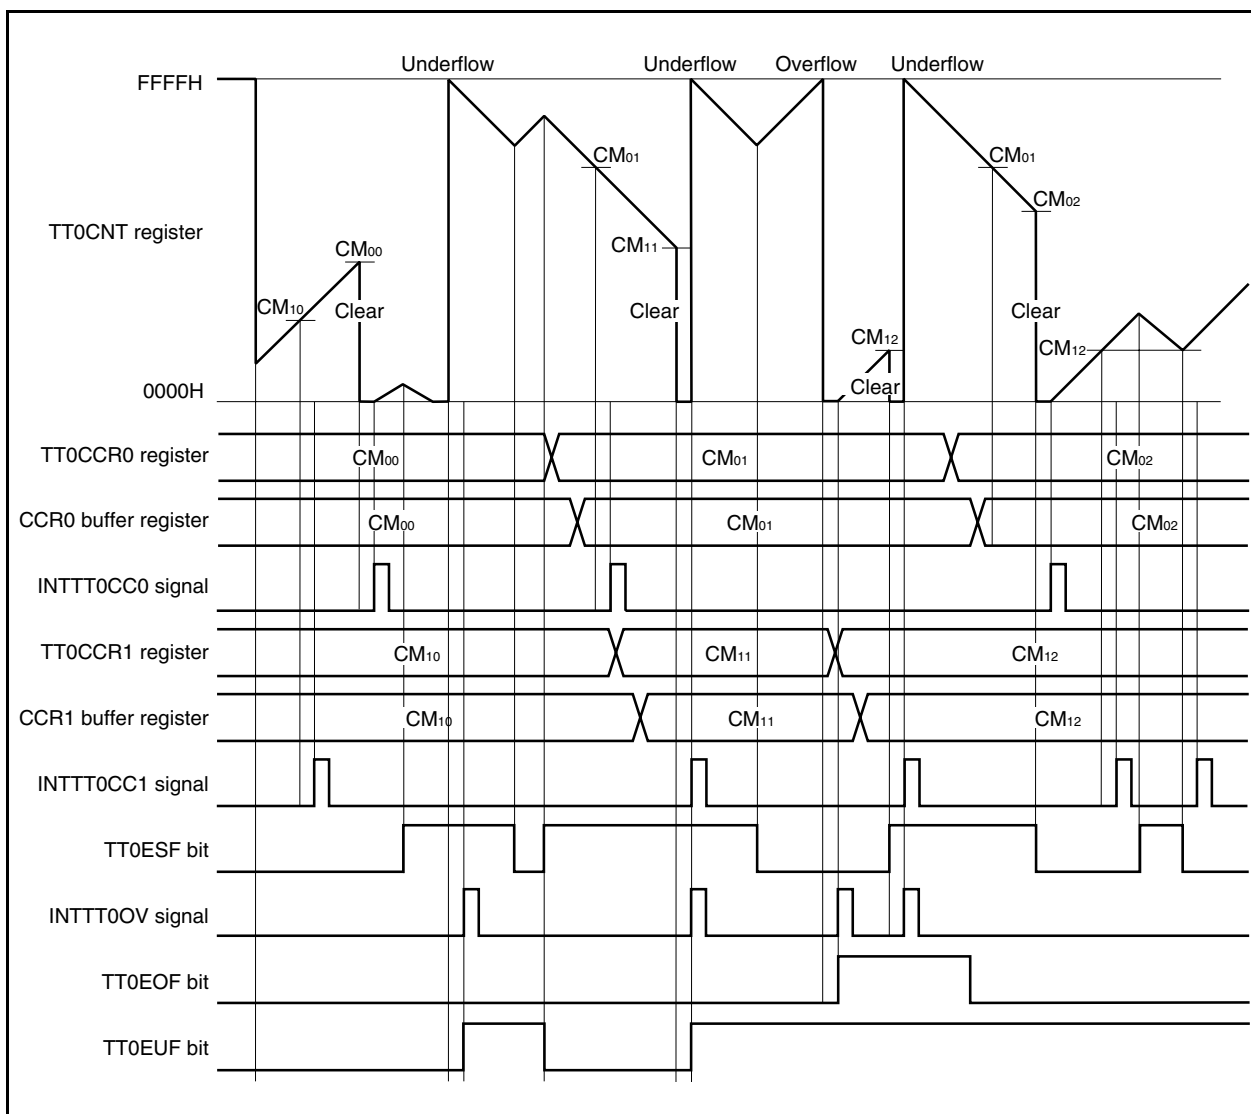 Underflow Underflow Overflow Underflow
FFFFH
CM01 CM01
CM02
TT0CNT register
CM00 CM11
CM10 Clear Clear Clear
CM12 CM12
Clear
0000H
TT0CCR0 register CM00 CM01 CM02
CCR0 buffer register CM00 CM01 CM02
INTTT0CC0 signal
TT0CCR1 register CM10 CM11 CM12
CCR1 buffer register CM10 CM11 CM12
INTTT0CC1 signal
TT0ESF bit
INTTT0OV signal
TT0EOF bit
TT0EUF bit